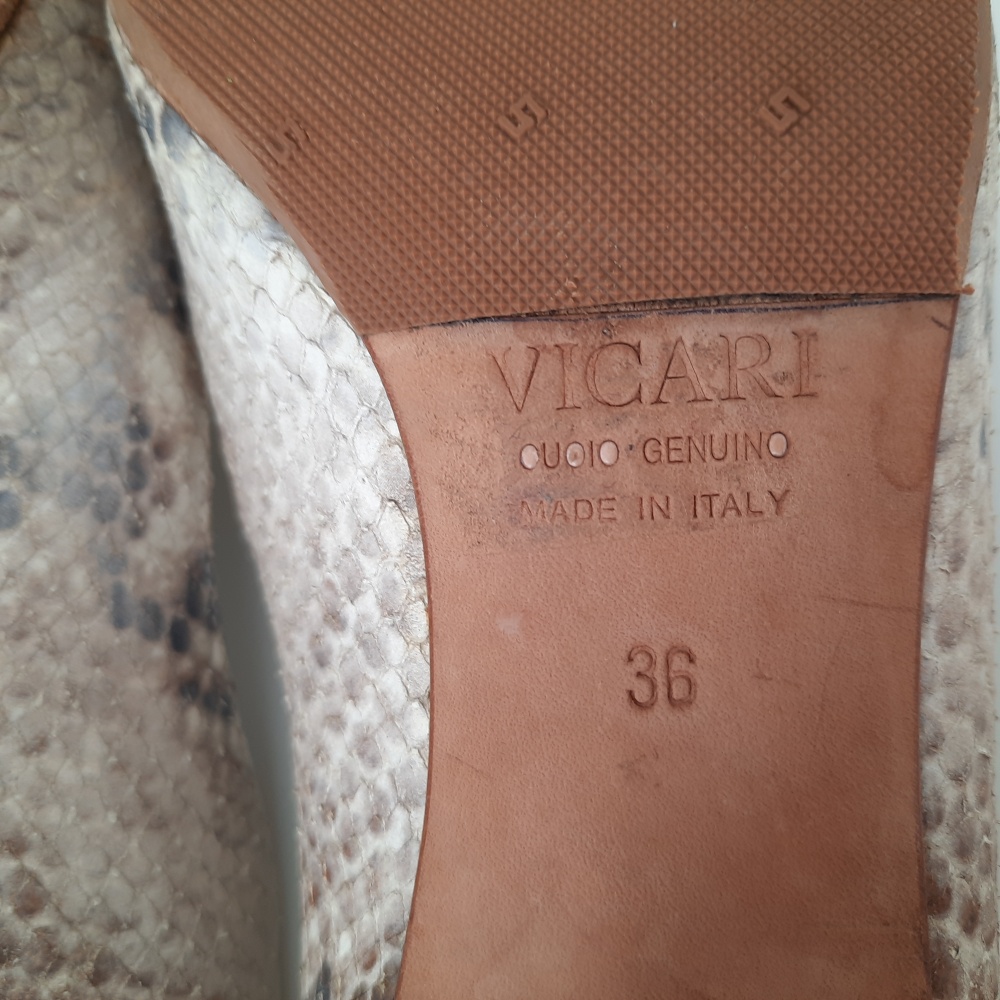 VICARI
CUOIO GENUINO
MADE IN ITALY
36